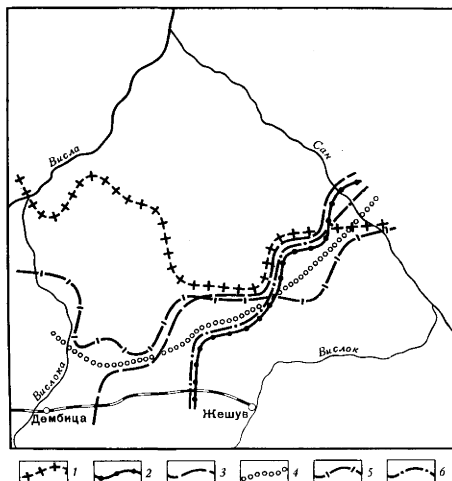 Висла
Сан
Вислока
Вислок
Дембица
Жешув
1 2 3 4 5 6